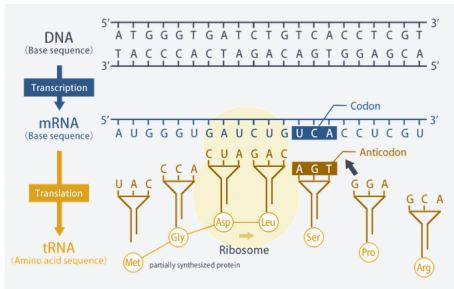 5′ 3′
A T G G G T G A T C T G T C A C C T C G T
DNA
(Base sequence)
T A C C C A C T A G A C A G T G G A G C A
3′ 5′
Transcription
Codon
5′ 3′
mRNA
(Base sequence)
A U G G G U G A U C U G U C A C C U C G U
C U A G A C
Anticodon
C C A
A G T
U A C
G G A
Translation
G C A
tRNA
(Amino acid sequence)
Asp
Leu
Gly
Ser
Ribosome
Pro
Met
partially synthesized protein
Arg